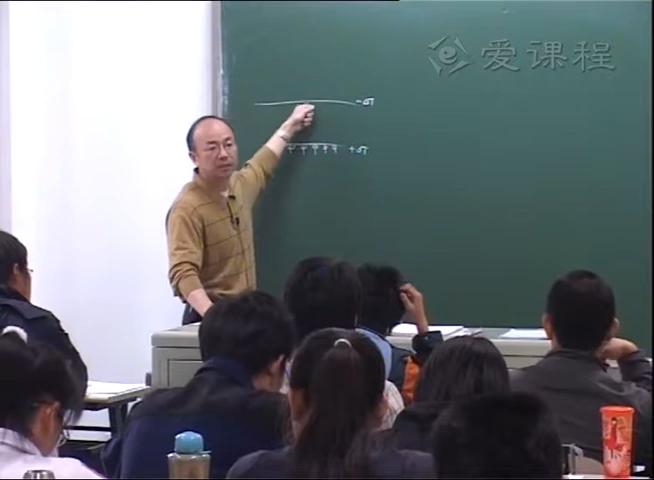 爱课程
-σ
+ + + + + +σ